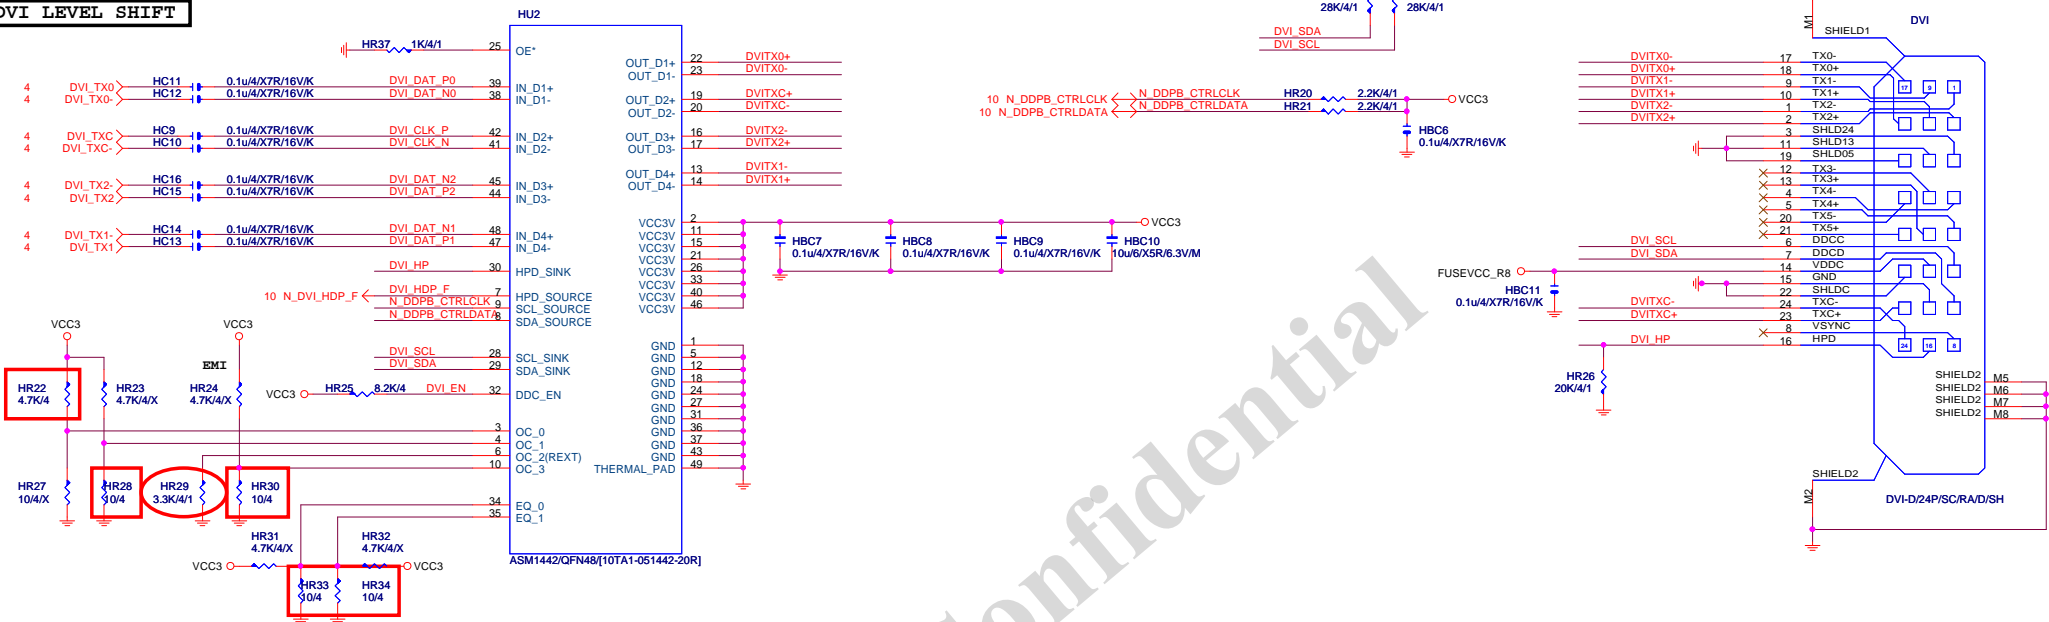 DVI LEVEL SHIFT
HU2
HR37 1K/4/1 25 OE*
4 DVI_TX0 HC11 0.1u/4/X7R/16V/K DVI_DAT_P0 39 IN_D1+
4 DVI_TX0- HC12 0.1u/4/X7R/16V/K DVI_DAT_N0 38 IN_D1-
4 DVI_TXC HC9 0.1u/4/X7R/16V/K DVI_CLK_P 42 IN_D2+
4 DVI_TXC- HC10 0.1u/4/X7R/16V/K DVI_CLK_N 41 IN_D2-
4 DVI_TX2- HC16 0.1u/4/X7R/16V/K DVI_DAT_N2 45 IN_D3+
4 DVI_TX2 HC15 0.1u/4/X7R/16V/K DVI_DAT_P2 44 IN_D3-
4 DVI_TX1- HC14 0.1u/4/X7R/16V/K DVI_DAT_N1 48 IN_D4+
4 DVI_TX1 HC13 0.1u/4/X7R/16V/K DVI_DAT_P1 47 IN_D4-
DVI_HP 30 HPD_SINK
10 N_DVI_HDP_F DVI_HDP_F 7 HPD_SOURCE
N_DDPB_CTRLCLK 9 SCL_SOURCE
N_DDPB_CTRLDATA 8 SDA_SOURCE
DVI_SCL 28 SCL_SINK
DVI_SDA 29 SDA_SINK
VCC3 HR25 8.2K/4 DVI_EN 32 DDC_EN
3 OC_0
4 OC_1
6 OC_2(REXT)
10 OC_3
34 EQ_0
35 EQ_1
VCC3 VCC3
EMI
HR22 HR23 HR24
4.7K/4 4.7K/4/X 4.7K/4/X
HR27 HR28 HR29 HR30
10/4/X 10/4 3.3K/4/1 10/4
HR31 HR32
4.7K/4/X 4.7K/4/X
VCC3 VCC3
HR33 HR34
10/4 10/4
ASM1442/QFN48/[10TA1-051442-20R]
OUT_D1+ 22 DVITX0+
OUT_D1- 23 DVITX0-
OUT_D2+ 19 DVITXC+
OUT_D2- 20 DVITXC-
OUT_D3+ 16 DVITX2-
OUT_D3- 17 DVITX2+
OUT_D4+ 13 DVITX1-
OUT_D4- 14 DVITX1+
VCC3V 2 VCC3
VCC3V 11
VCC3V 15
VCC3V 21
VCC3V 26
VCC3V 33
VCC3V 40
VCC3V 46
HBC7 HBC8 HBC9 HBC10
0.1u/4/X7R/16V/K 0.1u/4/X7R/16V/K 0.1u/4/X7R/16V/K 10u/6/X5R/6.3V/M
GND 1
GND 5
GND 12
GND 18
GND 24
GND 27
GND 31
GND 36
GND 37
GND 43
THERMAL_PAD 49
28K/4/1 28K/4/1
DVI_SDA
DVI_SCL
10 N_DDPB_CTRLCLK N_DDPB_CTRLCLK HR20 2.2K/4/1 VCC3
10 N_DDPB_CTRLDATA N_DDPB_CTRLDATA HR21 2.2K/4/1
HBC6
0.1u/4/X7R/16V/K
M1 SHIELD1 DVI
DVITX0- 17 TX0-
DVITX0+ 18 TX0+
DVITX1- 9 TX1-
DVITX1+ 10 TX1+
DVITX2- 1 TX2-
DVITX2+ 2 TX2+
3 SHLD24
11 SHLD13
19 SHLD05
12 TX3-
13 TX3+
4 TX4-
5 TX4+
20 TX5-
21 TX5+
DVI_SCL 6 DDCC
DVI_SDA 7 DDCD
FUSEVCC_R8 14 VDDC
15 GND
22 SHLDC
HBC11
0.1u/4/X7R/16V/K
DVITXC- 24 TXC-
DVITXC+ 23 TXC+
8 VSYNC
DVI_HP 16 HPD
HR26
20K/4/1
17 9 1
24 16 8
SHIELD2 M5
SHIELD2 M6
SHIELD2 M7
SHIELD2 M8
SHIELD2
M2
DVI-D/24P/SC/RA/D/SH
onfidential